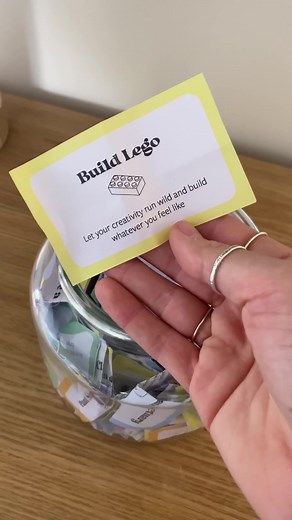 Build Lego
Let your creativity run wild and build
whatever you feel like